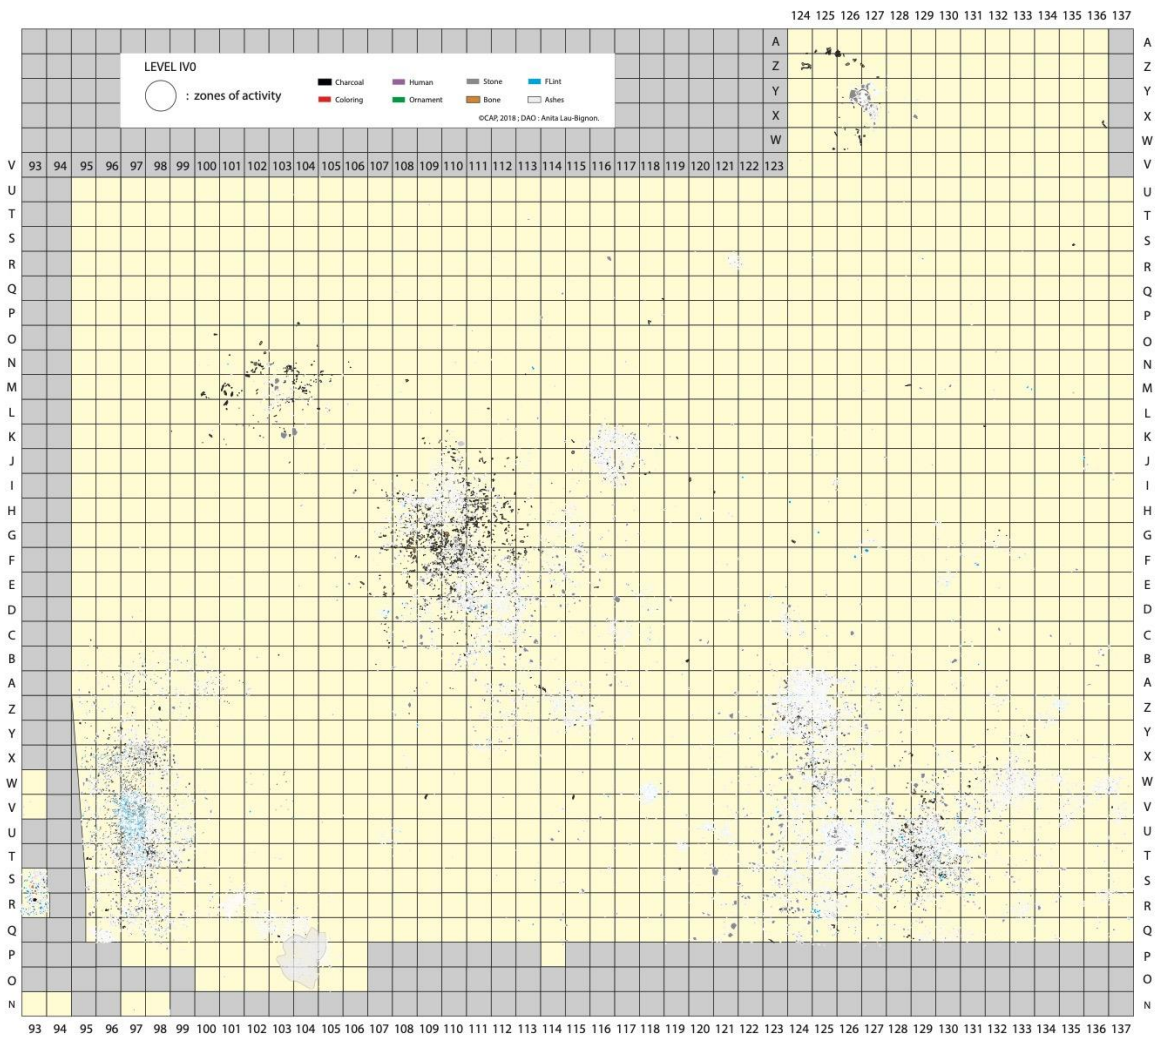 124 125 126 127 128 129 130 131 132 133 134 135 136 137
A A
LEVEL IV0
Z Z
: zones of activity
Charcoal Human Stone FLint
Coloring Ornament Bone Ashes
©CAP, 2018 ; DAO : Anita Lau-Bignon.
Y Y
X X
W W
V 93 94 95 96 97 98 99 100 101 102 103 104 105 106 107 108 109 110 111 112 113 114 115 116 117 118 119 120 121 122 123 V
U U
T T
S S
R R
Q Q
P P
O O
N N
M M
L L
K K
J J
I I
H H
G G
F F
E E
D D
C C
B B
A A
Z Z
Y Y
X X
W W
V V
U U
T T
S S
R R
Q Q
P P
O O
N N
93 94 95 96 97 98 99 100 101 102 103 104 105 106 107 108 109 110 111 112 113 114 115 116 117 118 119 120 121 122 123 124 125 126 127 128 129 130 131 132 133 134 135 136 137